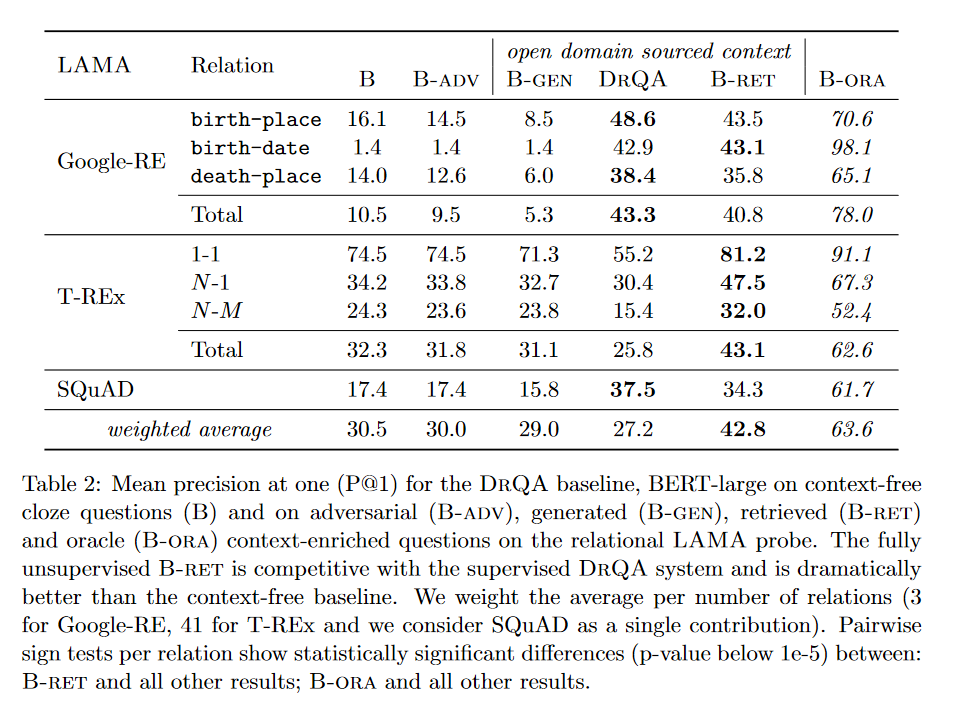 open domain sourced context
LAMA Relation B B-ADV B-GEN DRQA B-RET B-ORA
birth-place 16.1 14.5 8.5 48.6 43.5 70.6
Google-RE birth-date 1.4 1.4 1.4 42.9 43.1 98.1
death-place 14.0 12.6 6.0 38.4 35.8 65.1
Total 10.5 9.5 5.3 43.3 40.8 78.0
1-1 74.5 74.5 71.3 55.2 81.2 91.1
T-REx N-1 34.2 33.8 32.7 30.4 47.5 67.3
N-M 24.3 23.6 23.8 15.4 32.0 52.4
Total 32.3 31.8 31.1 25.8 43.1 62.6
SQuAD 17.4 17.4 15.8 37.5 34.3 61.7
weighted average 30.5 30.0 29.0 27.2 42.8 63.6
Table 2: Mean precision at one (P@1) for the DRQA baseline, BERT-large on context-free
cloze questions (B) and on adversarial (B-ADV), generated (B-GEN), retrieved (B-RET)
and oracle (B-ORA) context-enriched questions on the relational LAMA probe. The fully
unsupervised B-RET is competitive with the supervised DRQA system and is dramatically
better than the context-free baseline. We weight the average per number of relations (3
for Google-RE, 41 for T-REx and we consider SQuAD as a single contribution). Pairwise
sign tests per relation show statistically significant differences (p-value below 1e-5) between:
B-RET and all other results; B-ORA and all other results.